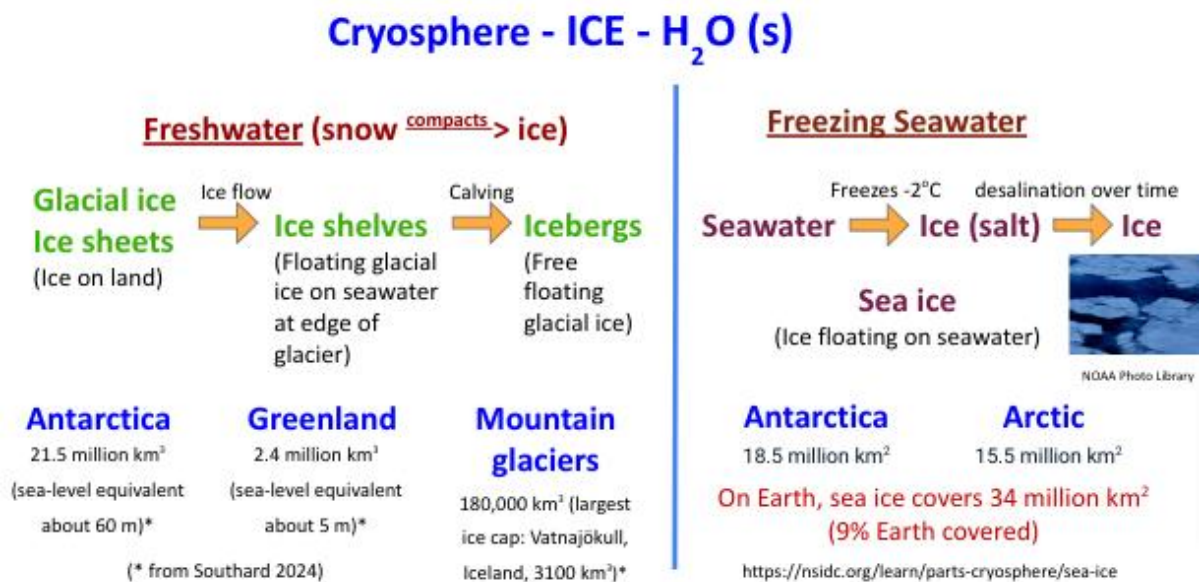 Cryosphere - ICE - H₂O (s)
Freshwater (snow compacts > ice)
Glacial ice
Ice sheets
(Ice on land)
Ice flow
Ice shelves
(Floating glacial
ice on seawater
at edge of
glacier)
Calving
Icebergs
(Free
floating
glacial ice)
Antarctica
21.5 million km³
(sea-level equivalent
about 60 m)*
Greenland
2.4 million km³
(sea-level equivalent
about 5 m)*
Mountain
glaciers
180,000 km³ (largest
ice cap: Vatnajökull,
Iceland, 3100 km³)*
(* from Southard 2024)
Freezing Seawater
Seawater
Freezes -2°C
Ice (salt)
desalination over time
Ice
Sea ice
(Ice floating on seawater)
NOAA Photo Library
Antarctica
18.5 million km²
Arctic
15.5 million km²
On Earth, sea ice covers 34 million km²
(9% Earth covered)
https://nsidc.org/learn/parts-cryosphere/sea-ice